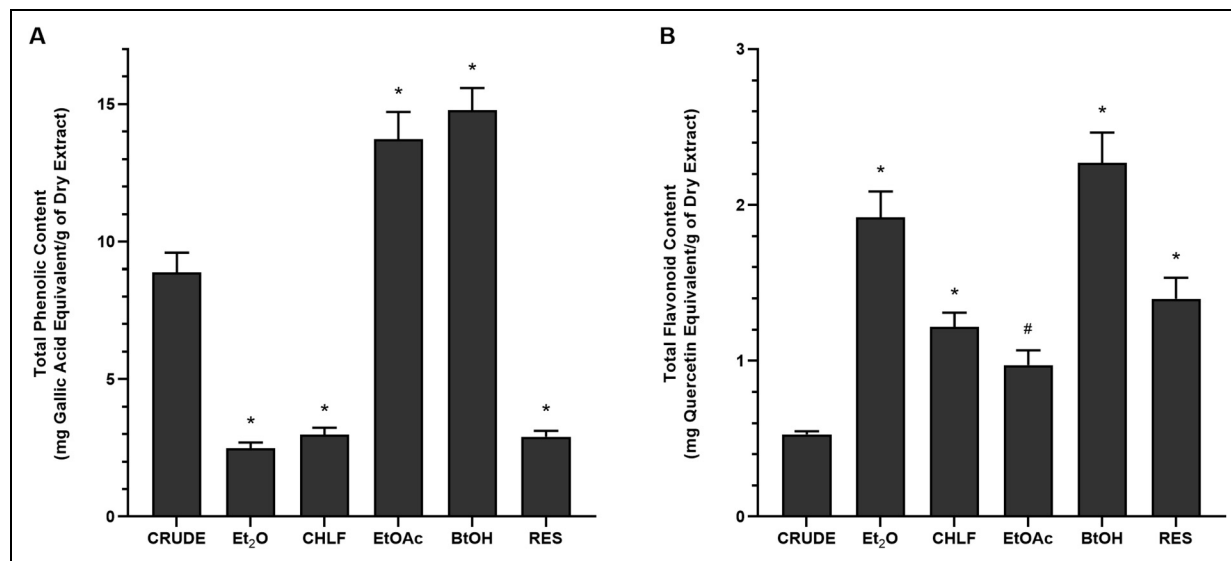 A
Total Phenolic Content
(mg Gallic Acid Equivalent/g of Dry Extract)
15
10
5
0
*
*
*
*
*
CRUDE Et₂O CHLF EtOAc BtOH RES
B
Total Flavonoid Content
(mg Quercetin Equivalent/g of Dry Extract)
3
2
1
0
*
*
#
*
*
CRUDE Et₂O CHLF EtOAc BtOH RES